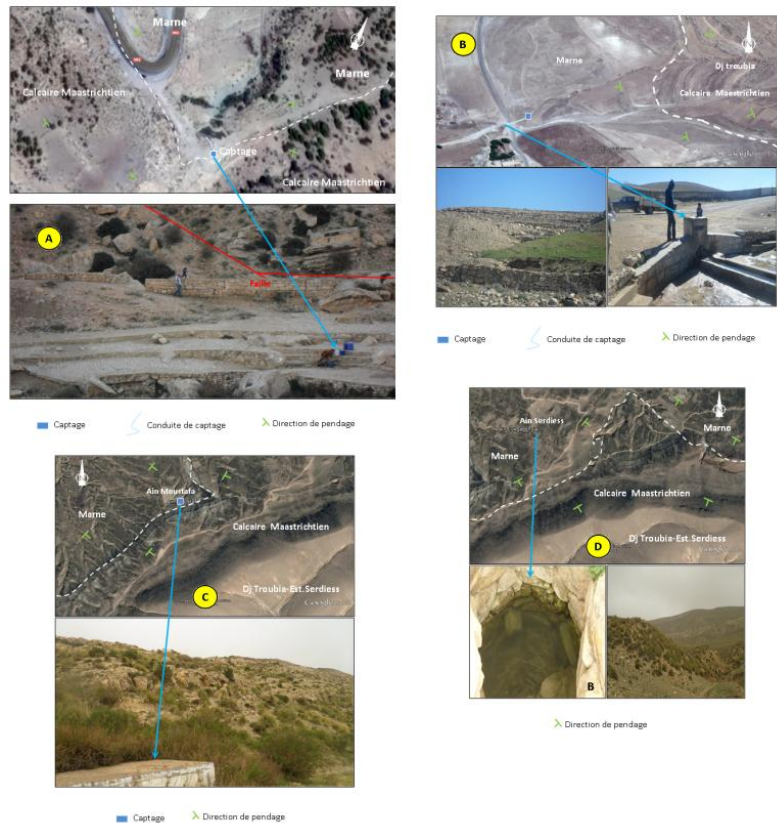 Marne
Marne
Calcaire Maastrichtien
Captage
Calcaire Maastrichtien
A
Faille
Captage
Conduite de captage
Direction de pendage
B
Marne
Dj troubia
Calcaire Maestrichtien
Captage
Conduite de captage
Direction de pendage
Ain Moustafa
Marne
Calcaire Maastrichtien
C
Dj Troubia-Est.Serdiess
Captage
Direction de pendage
Ain Serdiess
Marne
Marne
Calcaire Maastrichtien
D
Dj Troubia-Est.Serdiess
B
Direction de pendage